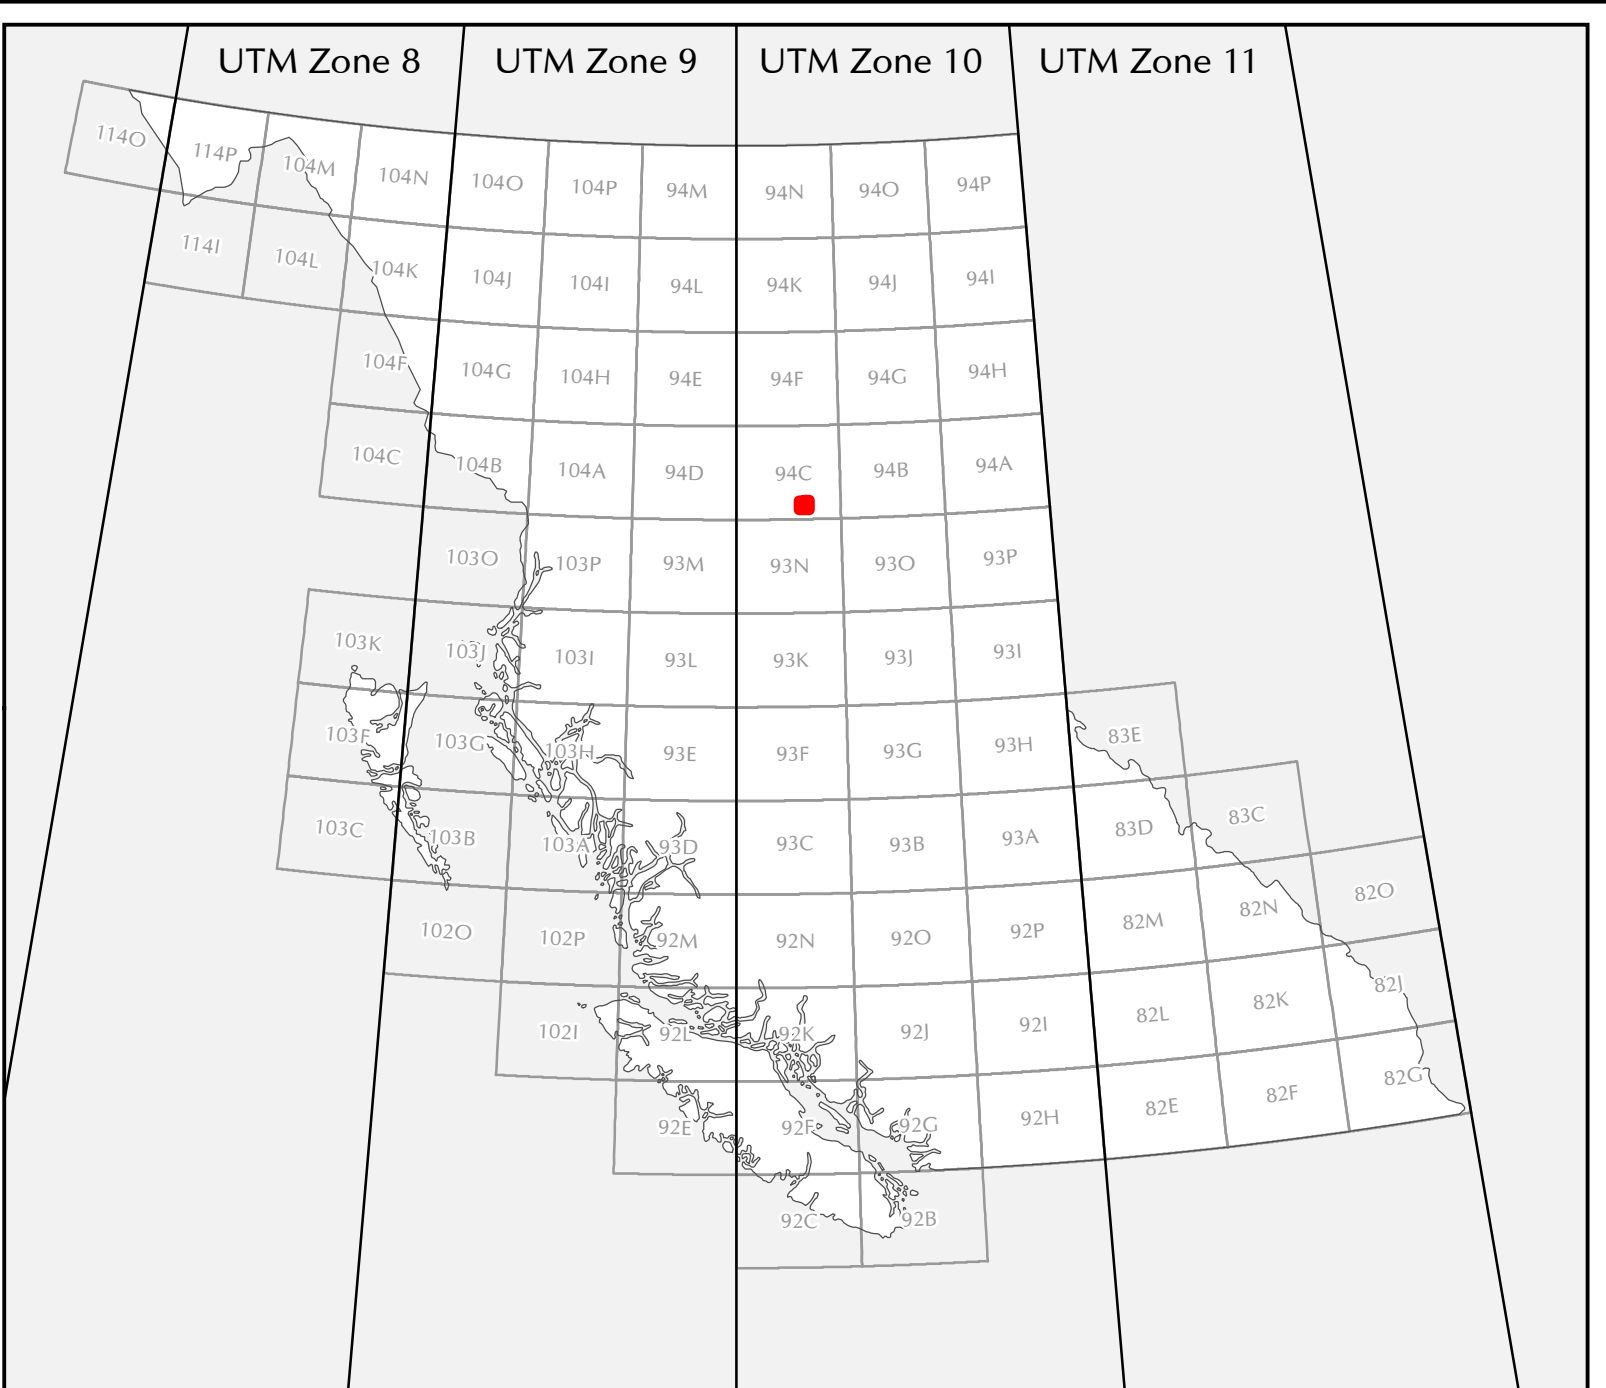 UTM Zone 8 UTM Zone 9 UTM Zone 10 UTM Zone 11
114O 114P 104M 104N 104O 104P 94M 94N 94O 94P
114I 104L 104K 104J 104I 94L 94K 94J 94I
104F 104G 104H 94E 94F 94G 94H
104C 104B 104A 94D 94C 94B 94A
103O 103P 93M 93N 93O 93P
103K 103J 103I 93L 93K 93J 93I
103F 103G 103H 93E 93F 93G 93H 83E
103C 103B 103A 93D 93C 93B 93A 83D 83C
102O 102P 92M 92N 92O 92P 82M 82N 82O
102I 92L 92K 92J 92I 82L 82K 82J
92E 92F 92G 92H 82E 82F 82G
92C 92B